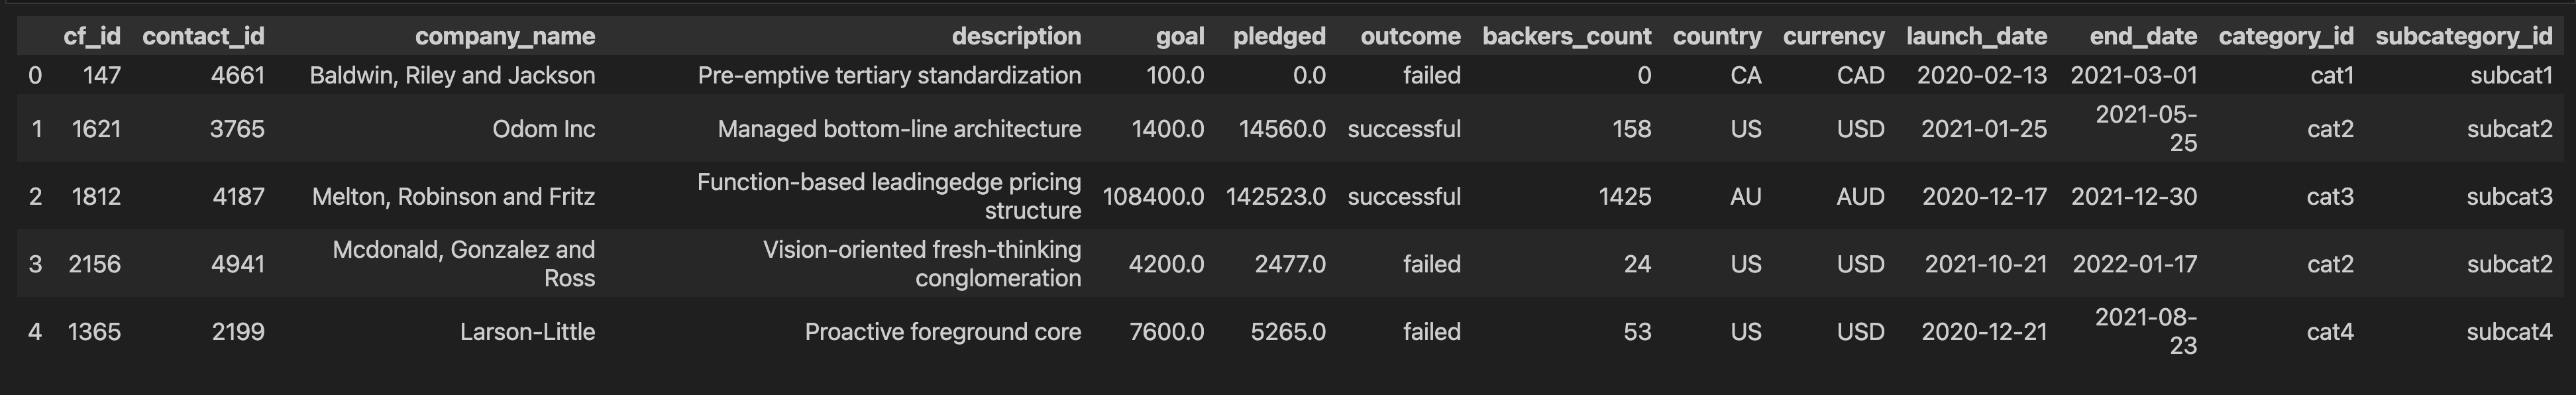 cf_id contact_id company_name description goal pledged outcome backers_count country currency launch_date end_date category_id subcategory_id
0 147 4661 Baldwin, Riley and Jackson Pre-emptive tertiary standardization 100.0 0.0 failed 0 CA CAD 2020-02-13 2021-03-01 cat1 subcat1
1 1621 3765 Odom Inc Managed bottom-line architecture 1400.0 14560.0 successful 158 US USD 2021-01-25 2021-05-
25 cat2 subcat2
2 1812 4187 Melton, Robinson and Fritz Function-based leadingedge pricing
structure 108400.0 142523.0 successful 1425 AU AUD 2020-12-17 2021-12-30 cat3 subcat3
3 2156 4941 Mcdonald, Gonzalez and
Ross Vision-oriented fresh-thinking
conglomeration 4200.0 2477.0 failed 24 US USD 2021-10-21 2022-01-17 cat2 subcat2
4 1365 2199 Larson-Little Proactive foreground core 7600.0 5265.0 failed 53 US USD 2020-12-21 2021-08-
23 cat4 subcat4